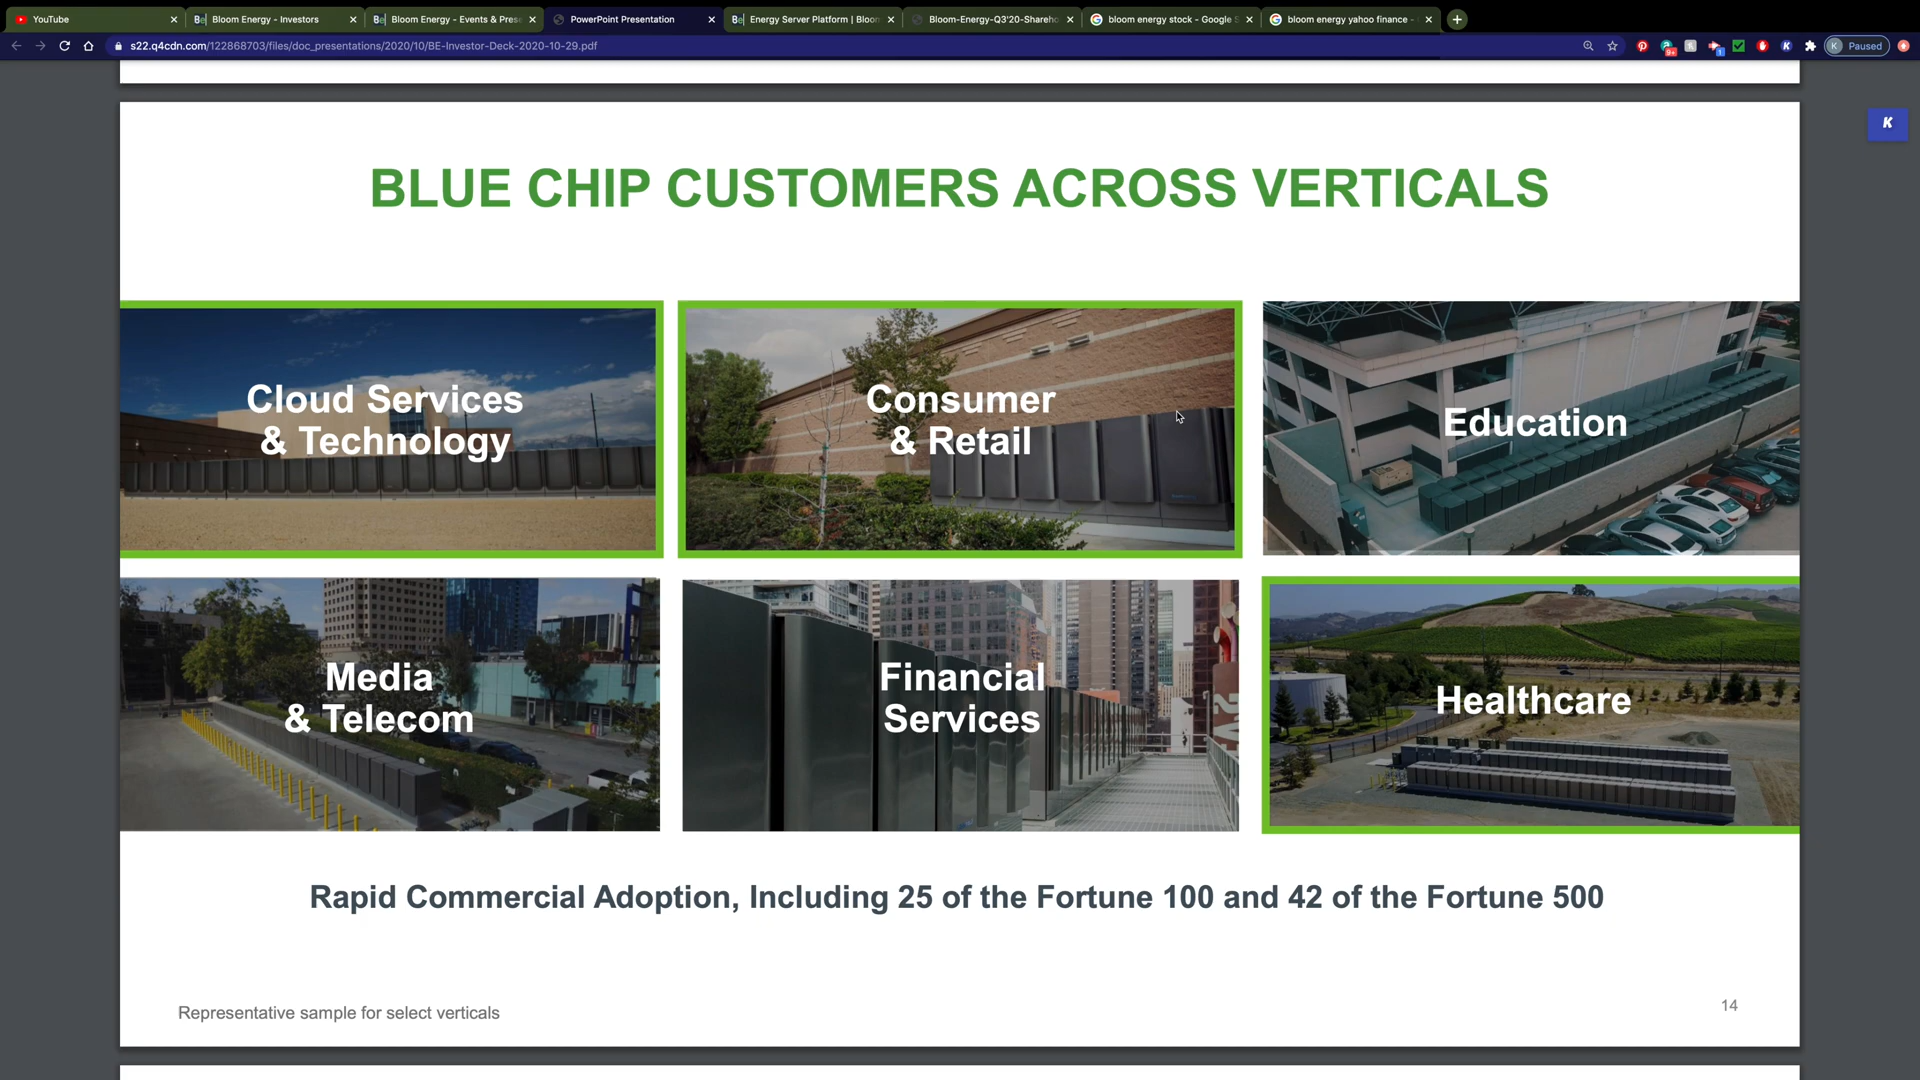 YouTube
Bloom Energy - Investors
Bloom Energy - Events & Prese
PowerPoint Presentation
Energy Server Platform | Bloom
Bloom-Energy-Q3'20-Shareho
bloom energy stock - Google S
bloom energy yahoo finance -
s22.q4cdn.com/122868703/files/doc_presentations/2020/10/BE-Investor-Deck-2020-10-29.pdf
K Paused
K
BLUE CHIP CUSTOMERS ACROSS VERTICALS
Cloud Services
& Technology
Consumer
& Retail
Education
Media
& Telecom
Financial
Services
Healthcare
Rapid Commercial Adoption, Including 25 of the Fortune 100 and 42 of the Fortune 500
Representative sample for select verticals
14